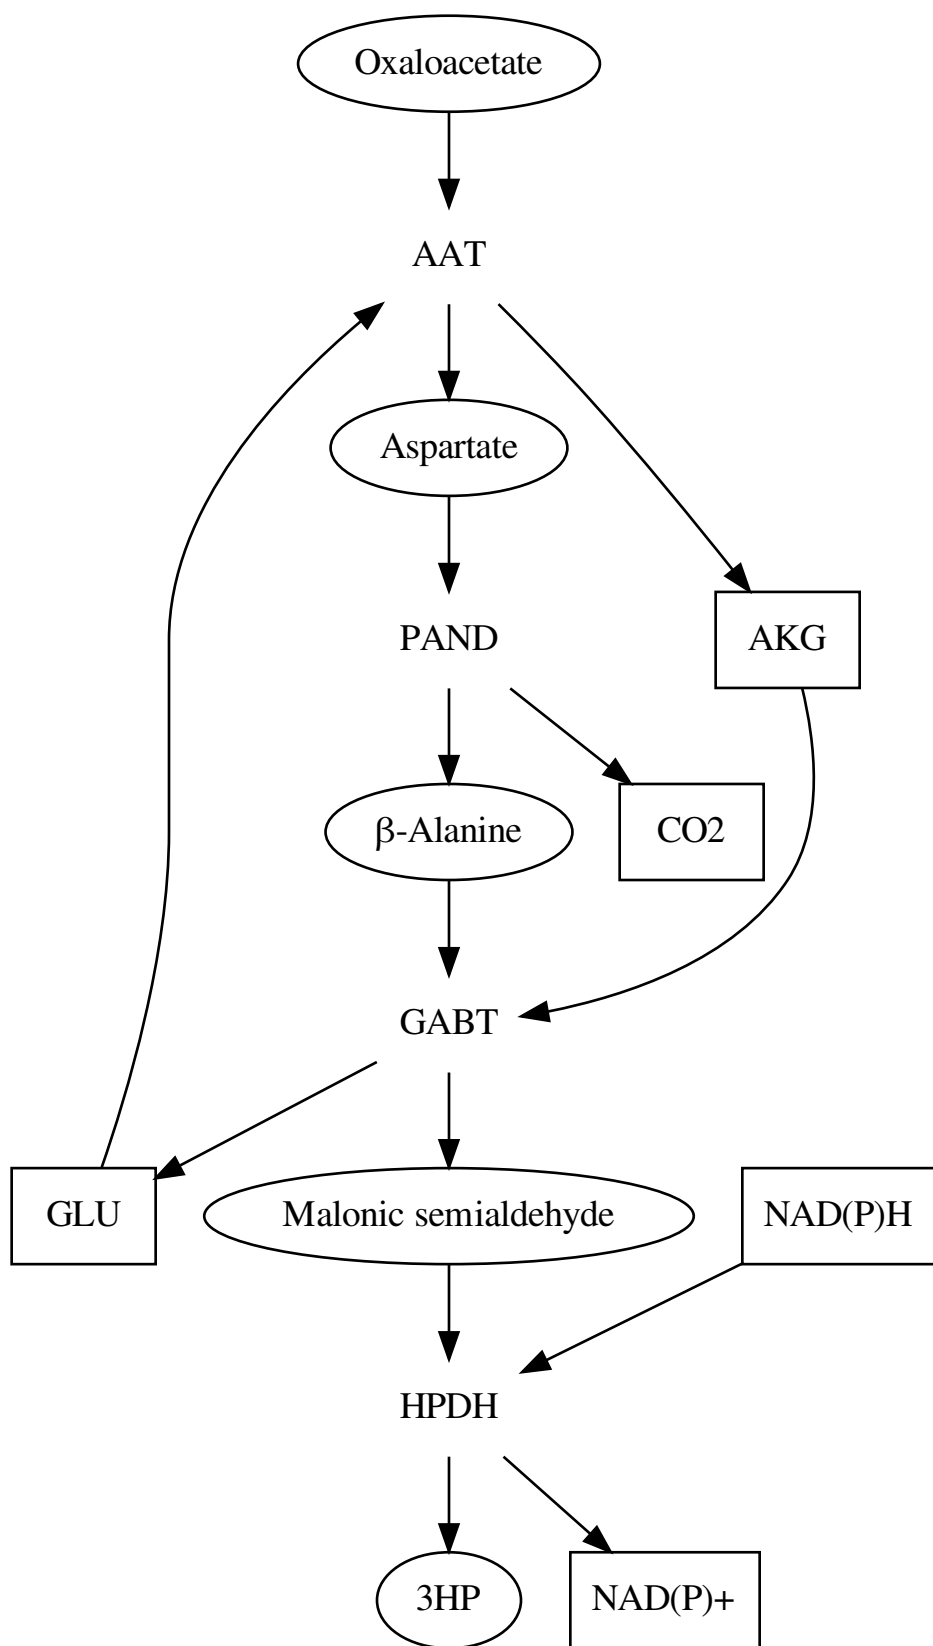 Oxaloacetate
AAT
Aspartate
PAND
AKG
β-Alanine
CO2
GABT
GLU
Malonic semialdehyde
NAD(P)H
HPDH
3HP
NAD(P)+